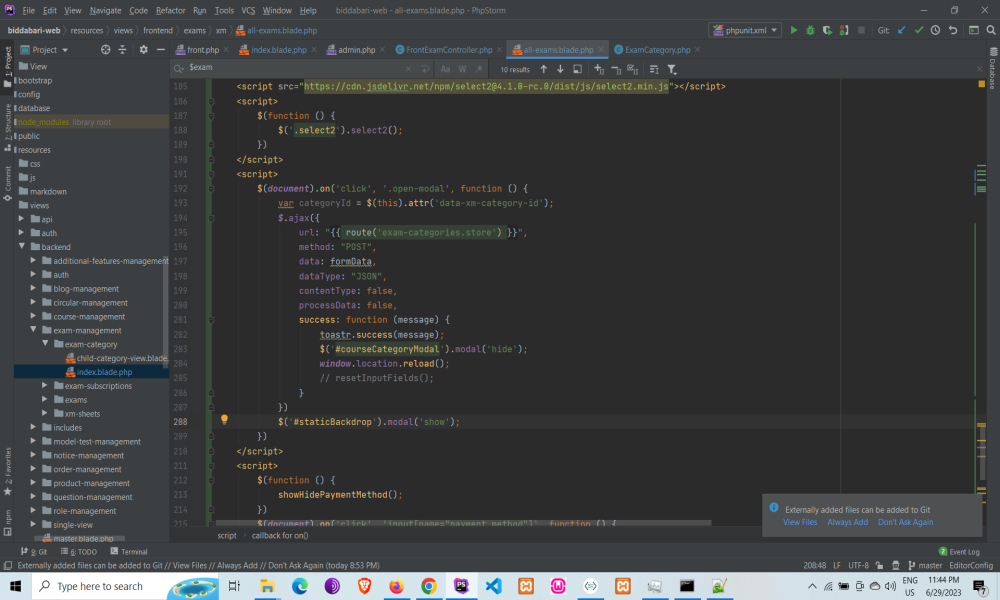 File Edit View Navigate Code Refactor Run Tools VCS Window Help biddabari-web - all-exams.blade.php - PhpStorm
biddabari-web resources views frontend exams xm all-exams.blade.php phpunit.xml Git:
Project front.php index.blade.php admin.php FrontExamController.php all-exams.blade.php ExamCategory.php
$exam Aa W 10 results
1: Project
2: Structure
Commit
2: Favorites
npm
Database
View
bootstrap
config
database
node_modules library root
public
resources
css
js
markdown
views
api
auth
backend
additional-features-management
auth
blog-management
circular-management
course-management
exam-management
exam-category
child-category-view.blade.
index.blade.php
exam-subscriptions
exams
xm-sheets
includes
model-test-management
notice-management
order-management
product-management
question-management
role-management
single-view
master.blade.php
185 <script src="https://cdn.jsdelivr.net/npm/select2@4.1.0-rc.0/dist/js/select2.min.js"></script>
186 <script>
187 $(function () {
188 $('.select2').select2();
189 })
190 </script>
191 <script>
192 $(document).on('click', '.open-modal', function () {
193 var categoryId = $(this).attr('data-xm-category-id');
194 $.ajax({
195 url: "{{ route('exam-categories.store') }}",
196 method: "POST",
197 data: formData,
198 dataType: "JSON",
199 contentType: false,
200 processData: false,
201 success: function (message) {
202 toastr.success(message);
203 $('#courseCategoryModal').modal('hide');
204 window.location.reload();
205 // resetInputFields();
206 }
207 })
208 $('#staticBackdrop').modal('show');
209 })
210 </script>
211 <script>
212 $(function () {
213 showHidePaymentMethod();
214 })
215 $(document).on('click', 'input[name="payment_method"]', function () {
script callback for on()
Externally added files can be added to Git
View Files Always Add Don't Ask Again
9: Git 6: TODO Terminal 2 Event Log
Externally added files can be added to Git // View Files // Always Add // Don't Ask Again (today 8:53 PM) 208:48 LF UTF-8 master EditorConfig
Type here to search
ENG
US
11:44 PM
6/29/2023
7